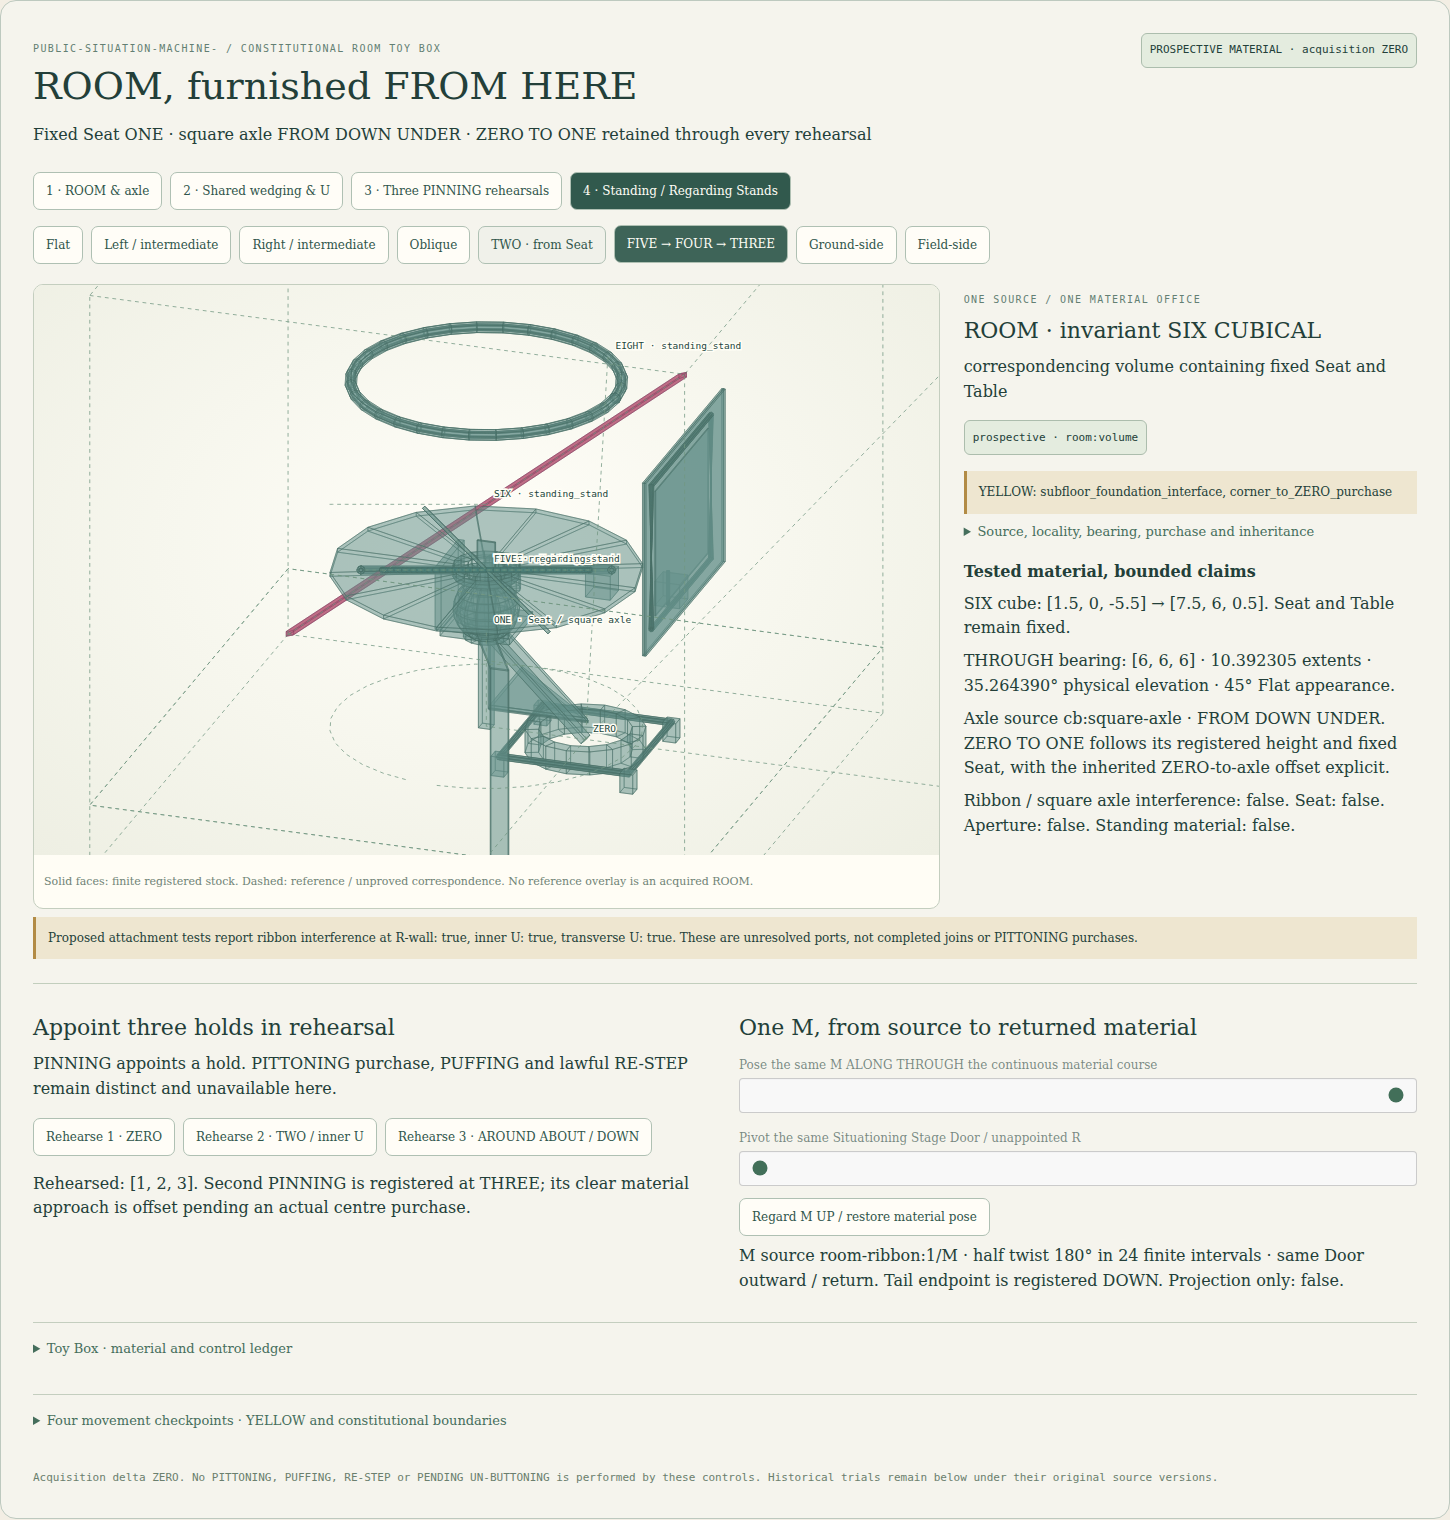 PUBLIC-SITUATION-MACHINE- / CONSTITUTIONAL ROOM TOY BOX
PROSPECTIVE MATERIAL · acquisition ZERO
ROOM, furnished FROM HERE
Fixed Seat ONE · square axle FROM DOWN UNDER · ZERO TO ONE retained through every rehearsal
1 · ROOM & axle
2 · Shared wedging & U
3 · Three PINNING rehearsals
4 · Standing / Regarding Stands
Flat
Left / intermediate
Right / intermediate
Oblique
TWO · from Seat
FIVE → FOUR → THREE
Ground-side
Field-side
EIGHT · standing_stand
SIX · standing_stand
ONE · Seat / square axle
ZERO
Solid faces: finite registered stock. Dashed: reference / unproved correspondence. No reference overlay is an acquired ROOM.
ONE SOURCE / ONE MATERIAL OFFICE
ROOM · invariant SIX CUBICAL
correspondencing volume containing fixed Seat and
Table
prospective · room:volume
YELLOW: subfloor_foundation_interface, corner_to_ZERO_purchase
▶ Source, locality, bearing, purchase and inheritance
Tested material, bounded claims
SIX cube: [1.5, 0, -5.5] → [7.5, 6, 0.5]. Seat and Table
remain fixed.
THROUGH bearing: [6, 6, 6] · 10.392305 extents ·
35.264390° physical elevation · 45° Flat appearance.
Axle source cb:square-axle · FROM DOWN UNDER.
ZERO TO ONE follows its registered height and fixed
Seat, with the inherited ZERO-to-axle offset explicit.
Ribbon / square axle interference: false. Seat: false.
Aperture: false. Standing material: false.
Proposed attachment tests report ribbon interference at R-wall: true, inner U: true, transverse U: true. These are unresolved ports, not completed joins or PITTONING purchases.
Appoint three holds in rehearsal
PINNING appoints a hold. PITTONING purchase, PUFFING and lawful RE-STEP
remain distinct and unavailable here.
Rehearse 1 · ZERO
Rehearse 2 · TWO / inner U
Rehearse 3 · AROUND ABOUT / DOWN
Rehearsed: [1, 2, 3]. Second PINNING is registered at THREE; its clear material
approach is offset pending an actual centre purchase.
One M, from source to returned material
Pose the same M ALONG THROUGH the continuous material course
Pivot the same Situationing Stage Door / unappointed R
Regard M UP / restore material pose
M source room-ribbon:1/M · half twist 180° in 24 finite intervals · same Door
outward / return. Tail endpoint is registered DOWN. Projection only: false.
▶ Toy Box · material and control ledger
▶ Four movement checkpoints · YELLOW and constitutional boundaries
Acquisition delta ZERO. No PITTONING, PUFFING, RE-STEP or PENDING UN-BUTTONING is performed by these controls. Historical trials remain below under their original source versions.